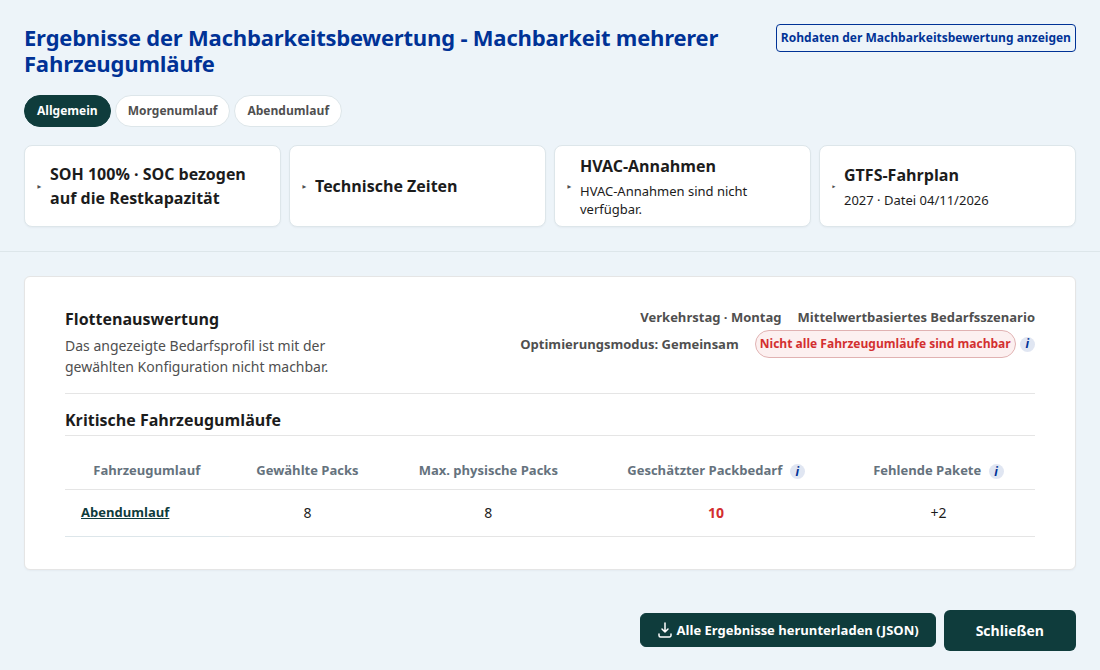 Ergebnisse der Machbarkeitsbewertung - Machbarkeit mehrerer
Fahrzeugumläufe
Rohdaten der Machbarkeitsbewertung anzeigen
Allgemein
Morgenumlauf
Abendumlauf
SOH 100% · SOC bezogen
auf die Restkapazität
Technische Zeiten
HVAC-Annahmen
HVAC-Annahmen sind nicht
verfügbar.
GTFS-Fahrplan
2027 · Datei 04/11/2026
Flottenauswertung
Das angezeigte Bedarfsprofil ist mit der
gewählten Konfiguration nicht machbar.
Verkehrstag · Montag Mittelwertbasiertes Bedarfsszenario
Optimierungsmodus: Gemeinsam Nicht alle Fahrzeugumläufe sind machbar i
Kritische Fahrzeugumläufe
Fahrzeugumlauf Gewählte Packs Max. physische Packs Geschätzter Packbedarf i Fehlende Pakete i
Abendumlauf 8 8 10 +2
Alle Ergebnisse herunterladen (JSON)
Schließen